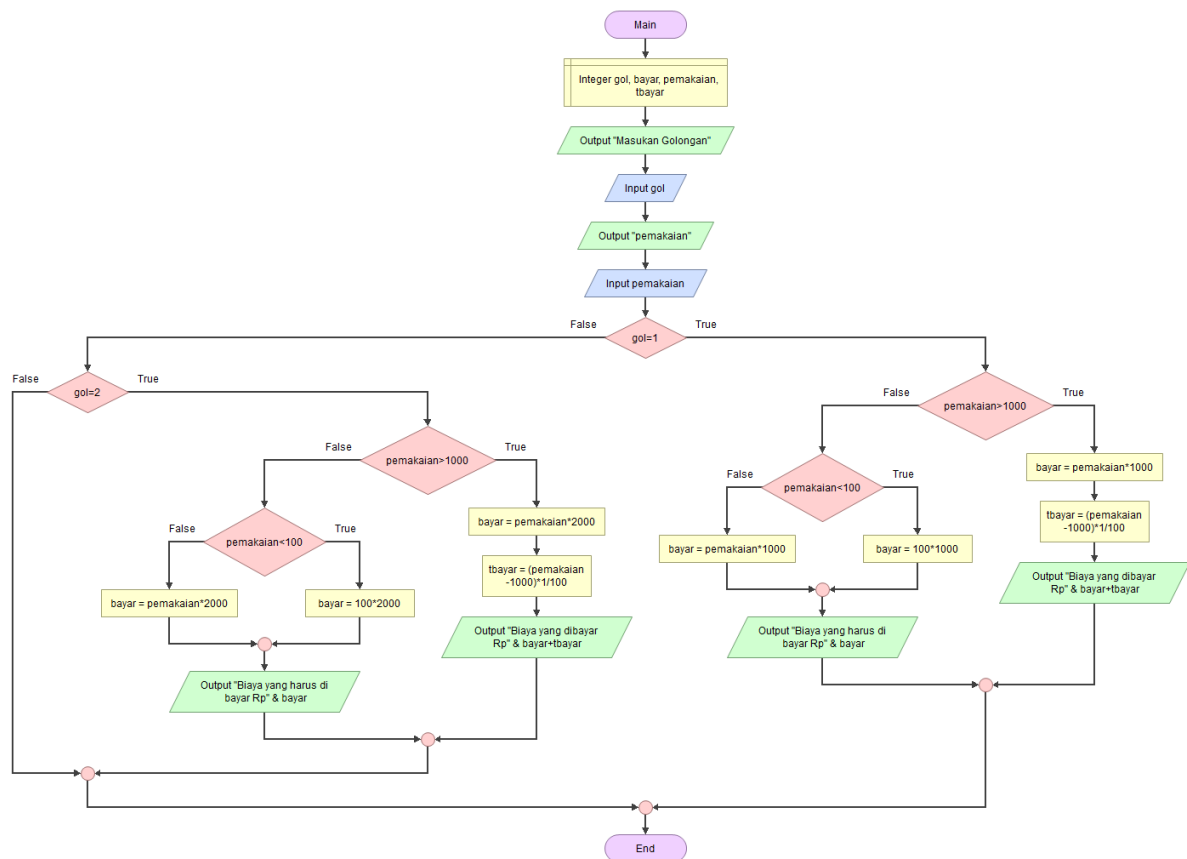 Main
Integer gol, bayar, pemakaian,
tbayar
Output "Masukan Golongan"
Input gol
Output "pemakaian"
Input pemakaian
False
True
gol=1
False
True
gol=2
False
True
pemakaian>1000
False
True
pemakaian<100
bayar = pemakaian*2000
bayar = 100*2000
Output "Biaya yang harus di
bayar Rp" & bayar
bayar = pemakaian*2000
tbayar = (pemakaian
-1000)*1/100
Output "Biaya yang dibayar
Rp" & bayar+tbayar
False
True
pemakaian>1000
False
True
pemakaian<100
bayar = pemakaian*1000
bayar = 100*1000
Output "Biaya yang harus di
bayar Rp" & bayar
bayar = pemakaian*1000
tbayar = (pemakaian
-1000)*1/100
Output "Biaya yang dibayar
Rp" & bayar+tbayar
End